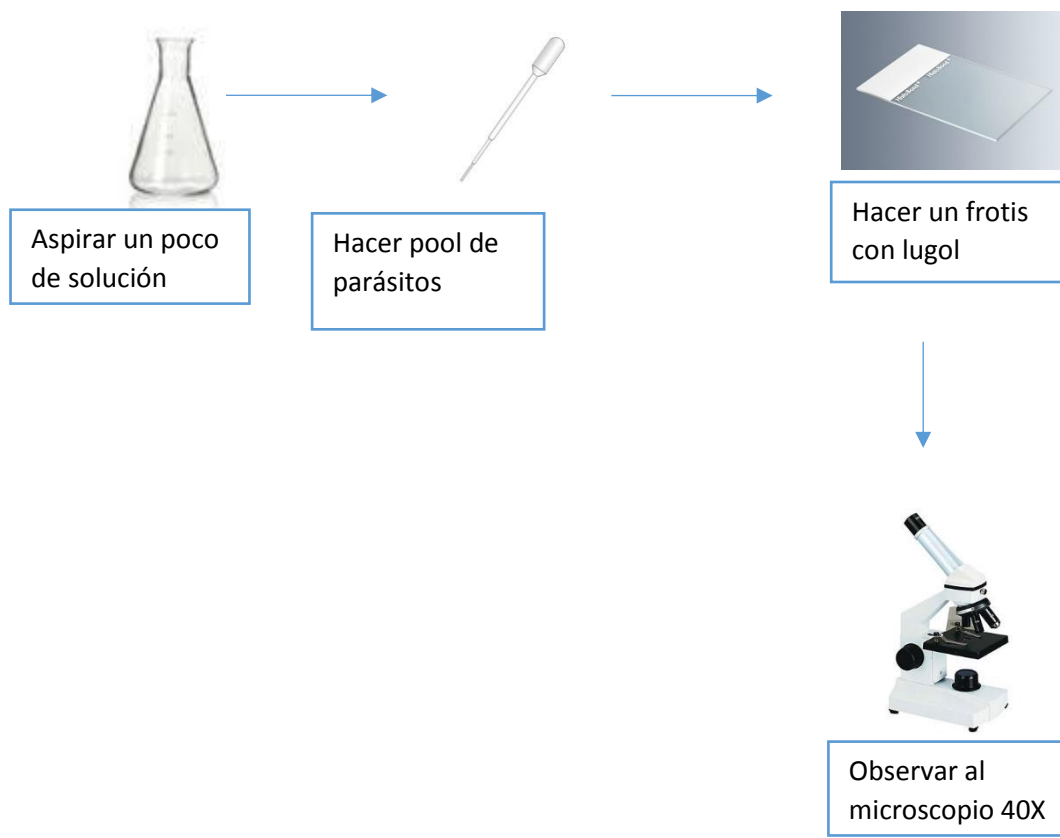 Aspirar un poco
de solución
Hacer pool de
parásitos
Hacer un frotis
con lugol
Observar al
microscopio 40X